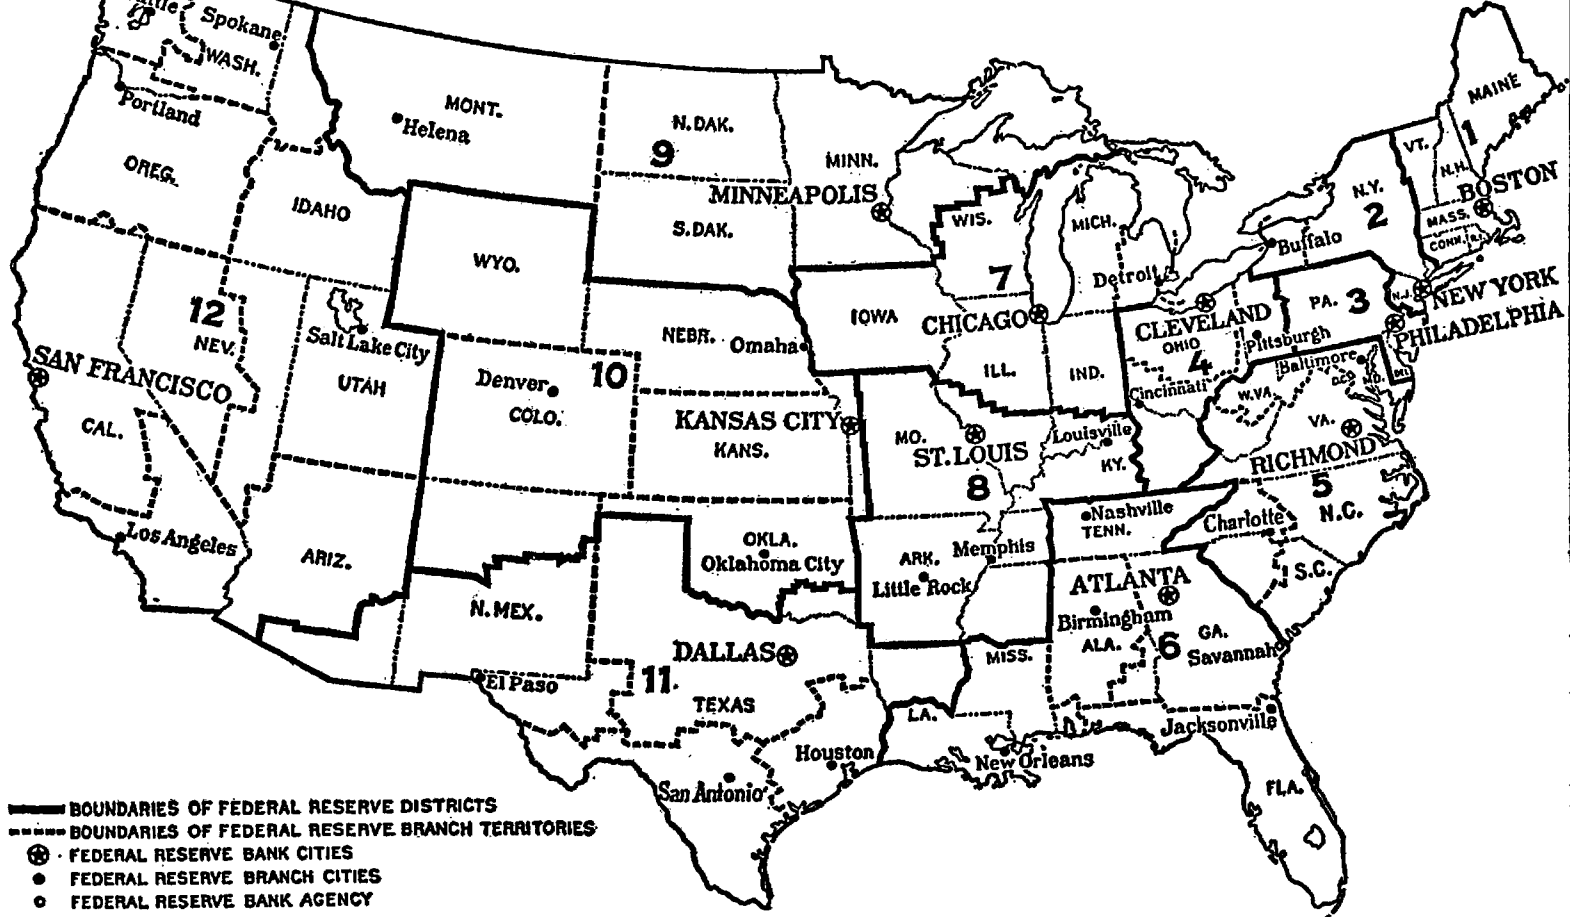 ttle
Spokane
WASH.
Portland
OREG.
MONT.
Helena
IDAHO
WYO.
N.DAK.
9
S.DAK.
MINN.
MINNEAPOLIS
WIS.
MICH.
7
Detroit
IOWA
CHICAGO
ILL.
IND.
MAINE
1
VT.
N.H.
BOSTON
MASS.
CONN.
R.I.
N.Y.
2
Buffalo
NEW YORK
N.J.
PA. 3
PHILADELPHIA
CLEVELAND
OHIO
4
Pittsburgh
Cincinnati
Baltimore
D.C.
MD.
DEL.
W.VA.
VA.
RICHMOND
5
N.C.
Charlotte
S.C.
12
NEV.
Salt Lake City
UTAH
SAN FRANCISCO
CAL.
Los Angeles
ARIZ.
Denver
COLO.
10
NEBR. Omaha
KANSAS CITY
KANS.
MO.
ST. LOUIS
8
Louisville
KY.
Nashville
TENN.
Memphis
ARK.
Little Rock
OKLA.
Oklahoma City
N.MEX.
El Paso
DALLAS
11
TEXAS
Houston
San Antonio
LA.
New Orleans
MISS.
ATLANTA
Birmingham
ALA.
6
GA.
Savannah
Jacksonville
FLA.
BOUNDARIES OF FEDERAL RESERVE DISTRICTS
BOUNDARIES OF FEDERAL RESERVE BRANCH TERRITORIES
FEDERAL RESERVE BANK CITIES
FEDERAL RESERVE BRANCH CITIES
FEDERAL RESERVE BANK AGENCY